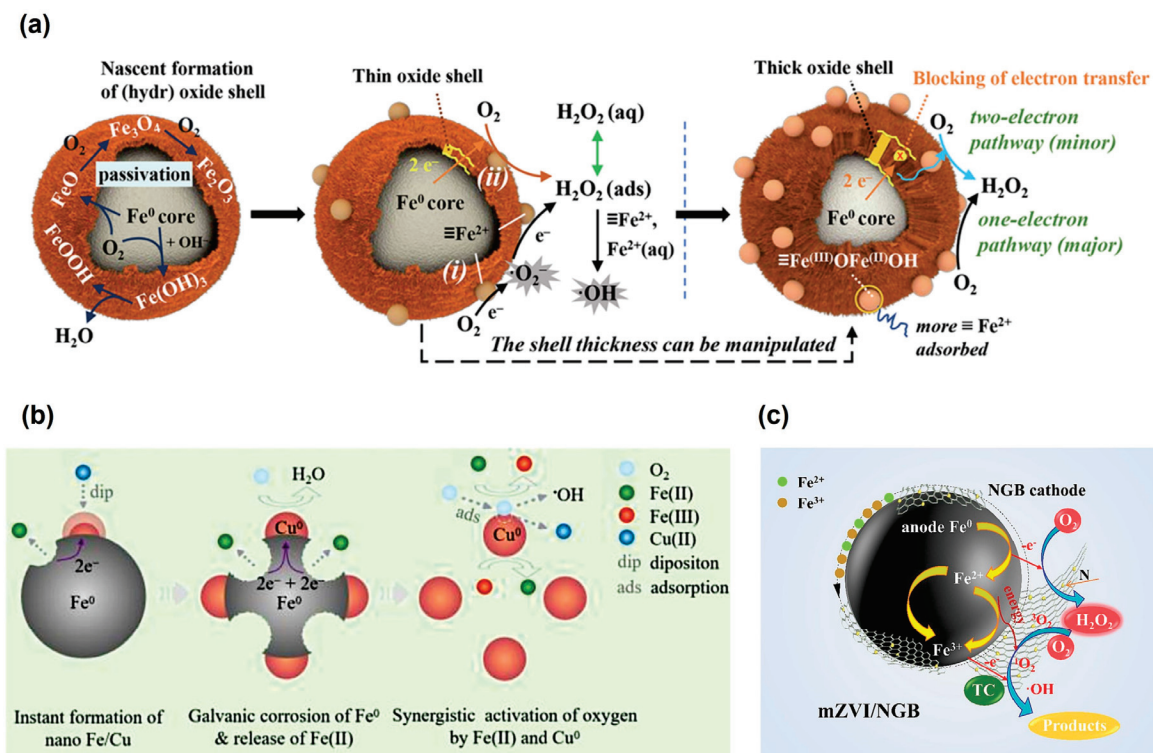 (a)
Nascent formation
of (hydr) oxide shell
O₂
Fe₃O₄
O₂
FeO
Fe₂O₃
passivation
Fe⁰ core
O₂
+ OH⁻
FeOOH
Fe(OH)₃
H₂O
Thin oxide shell
O₂
2 e⁻
(ii)
Fe⁰ core
≡Fe²⁺
(i)
e⁻
·O₂⁻
e⁻
O₂
H₂O₂ (aq)
H₂O₂ (ads)
≡Fe²⁺,
Fe²⁺(aq)
·OH
Thick oxide shell
Blocking of electron transfer
O₂
two-electron
pathway (minor)
x
2 e⁻
Fe⁰ core
H₂O₂
one-electron
pathway (major)
≡Fe(III)OFe(II)OH
O₂
more ≡ Fe²⁺
adsorbed
The shell thickness can be manipulated
(b)
dip
2e⁻
Fe⁰
Instant formation of
nano Fe/Cu
H₂O
Cu⁰
2e⁻ + 2e⁻
Fe⁰
Galvanic corrosion of Fe⁰
& release of Fe(II)
ads
·OH
Cu⁰
Synergistic activation of oxygen
by Fe(II) and Cu⁰
O₂
Fe(II)
Fe(III)
Cu(II)
dip dipositon
ads adsorption
(c)
Fe²⁺
Fe³⁺
NGB cathode
anode Fe⁰
O₂
-e⁻
Fe²⁺
N
energy
³O₂
H₂O₂
O₂
Fe³⁺
-e⁻
¹O₂
TC
·OH
mZVI/NGB
Products